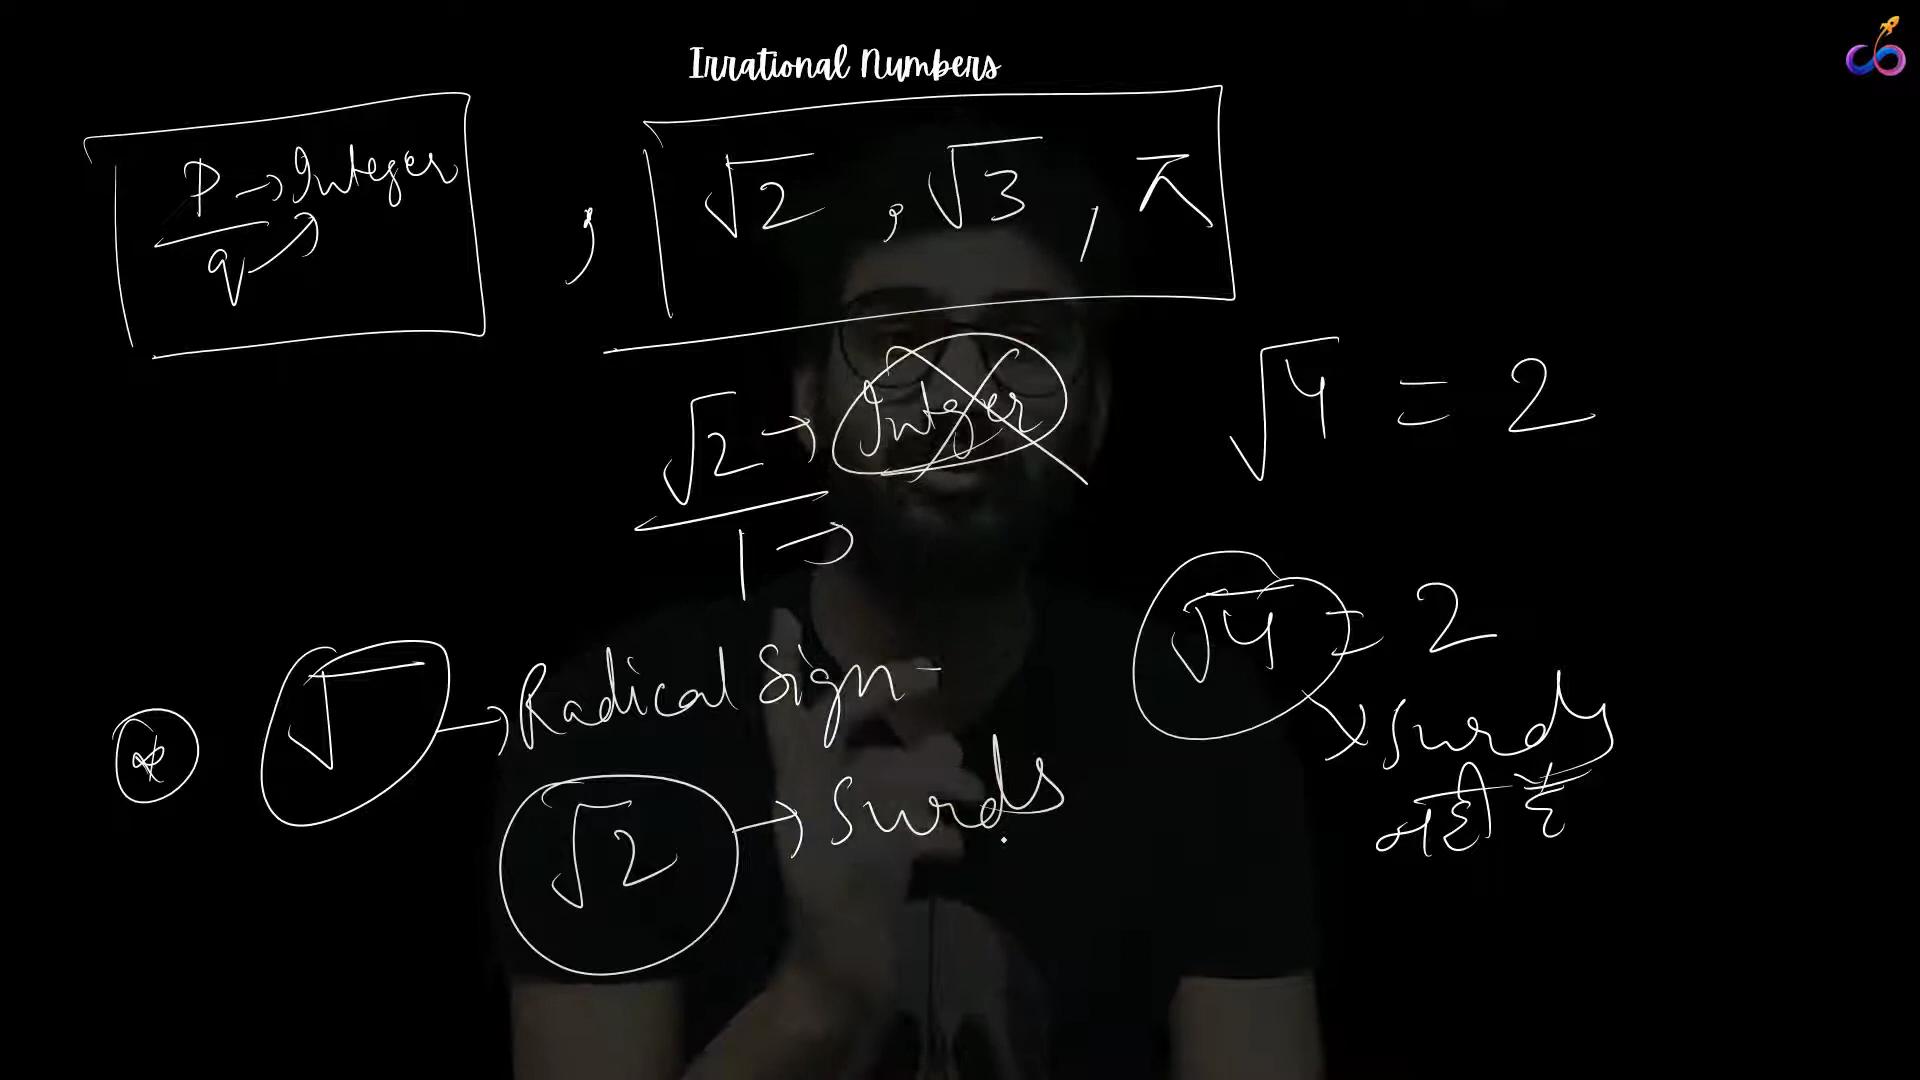 Irrational Numbers
p → Integer
q
, √2 , √3 , π
√2 → Integer
1 →
√4 = 2
√4 = 2
√ → Radical Sign -
Surds
नहीं है
√2 → Surds